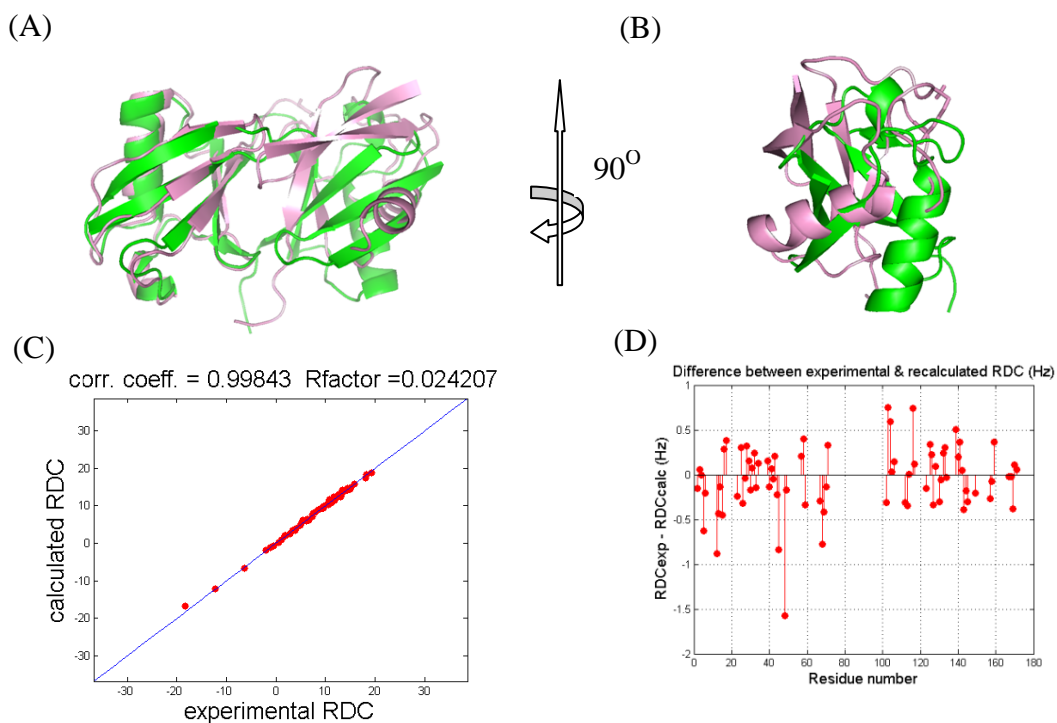 (A)
(B)
90O
(C)
corr. coeff. = 0.99843 Rfactor =0.024207
calculated RDC
30
20
10
0
-10
-20
-30
-30 -20 -10 0 10 20 30
experimental RDC
(D)
Difference between experimental & recalculated RDC (Hz)
RDCexp - RDCcalc (Hz)
1
0.5
0
-0.5
-1
-1.5
-2
0 20 40 60 80 100 120 140 160 180
Residue number